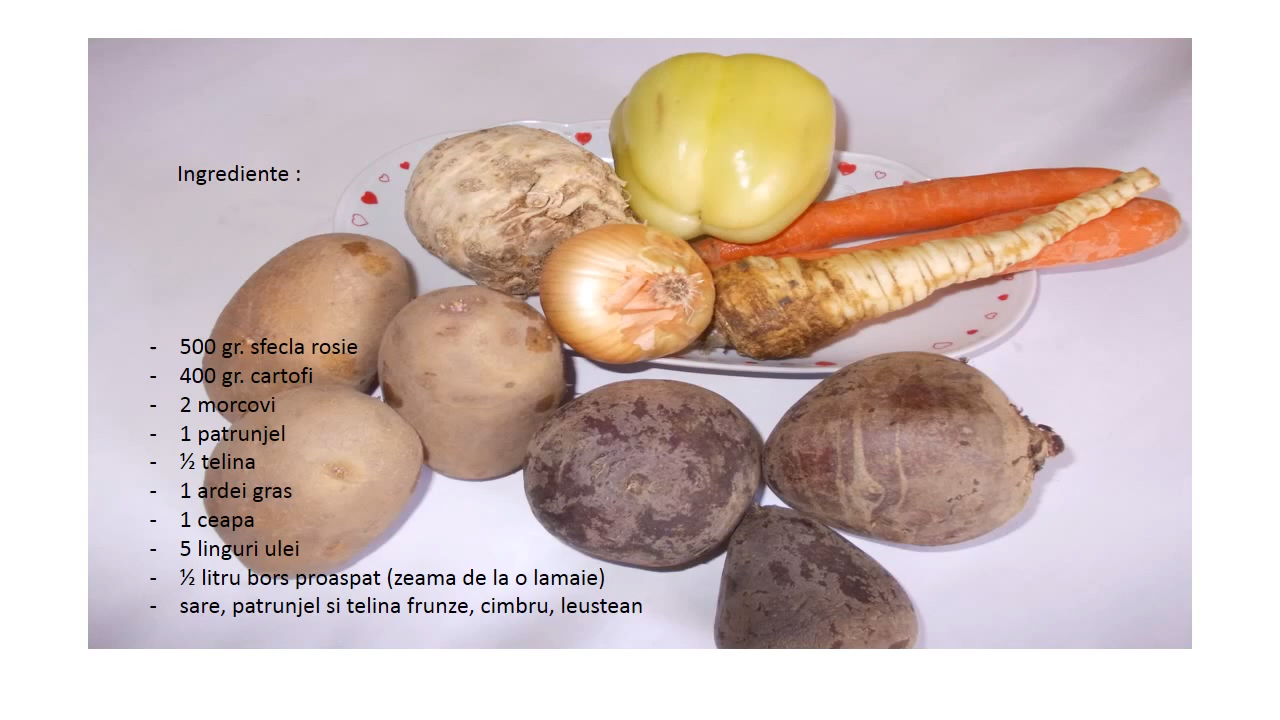 Ingrediente :
- 500 gr. sfecla rosie
- 400 gr. cartofi
- 2 morcovi
- 1 patrunjel
- ½ telina
- 1 ardei gras
- 1 ceapa
- 5 linguri ulei
- ½ litru bors proaspat (zeama de la o lamaie)
- sare, patrunjel si telina frunze, cimbru, leustean